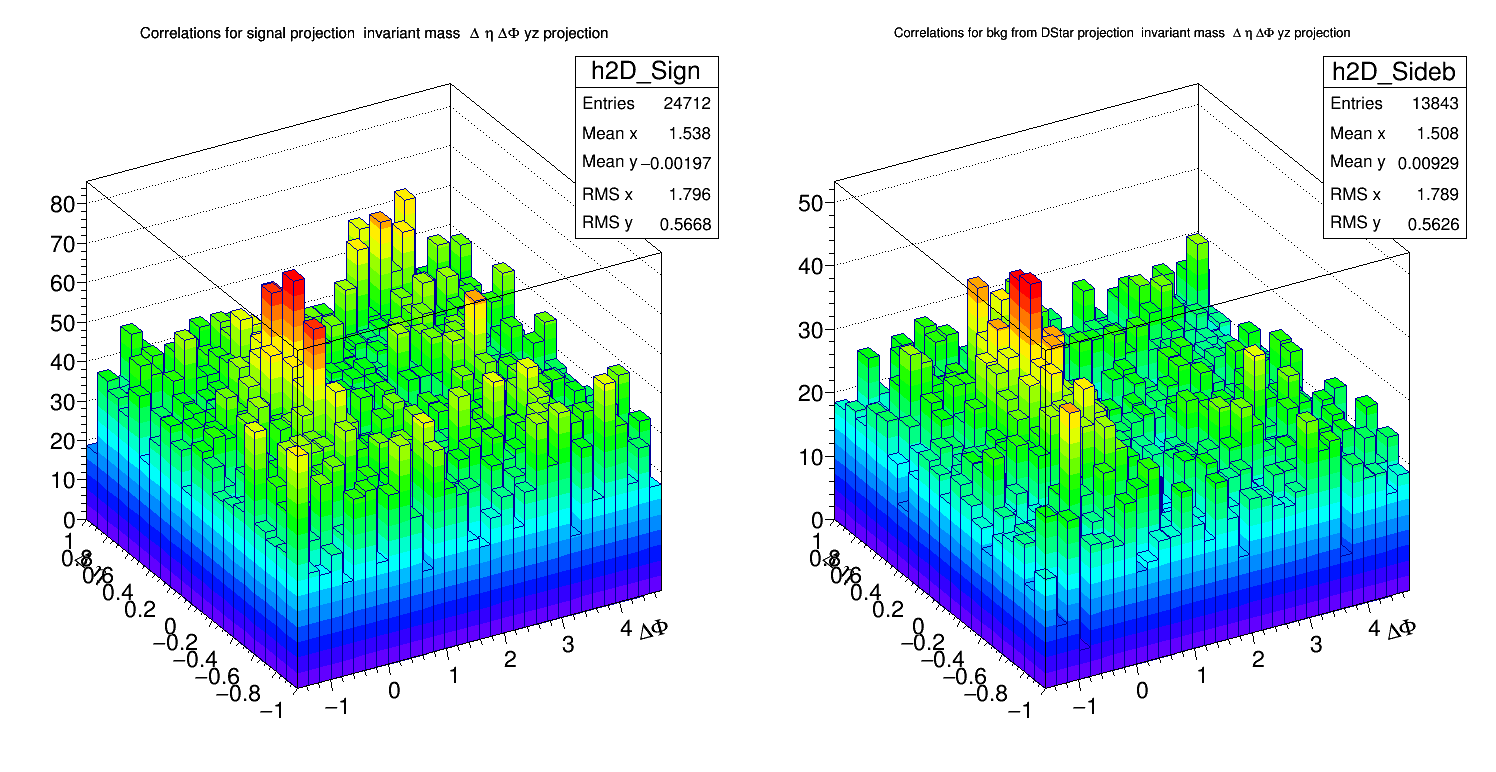 Correlations for signal projection invariant mass Δ η ΔΦ yz projection
h2D_Sign
Entries 24712
Mean x 1.538
Mean y −0.00197
RMS x 1.796
RMS y 0.5668
80
70
60
50
40
30
20
10
0
1
0.8
0.6
0.4
0.2
0
−0.2
−0.4
−0.6
−0.8
−1
Δ η
−1
0
1
2
3
4
ΔΦ
Correlations for bkg from DStar projection invariant mass Δ η ΔΦ yz projection
h2D_Sideb
Entries 13843
Mean x 1.508
Mean y 0.00929
RMS x 1.789
RMS y 0.5626
50
40
30
20
10
0
1
0.8
0.6
0.4
0.2
0
−0.2
−0.4
−0.6
−0.8
−1
Δ η
−1
0
1
2
3
4
ΔΦ